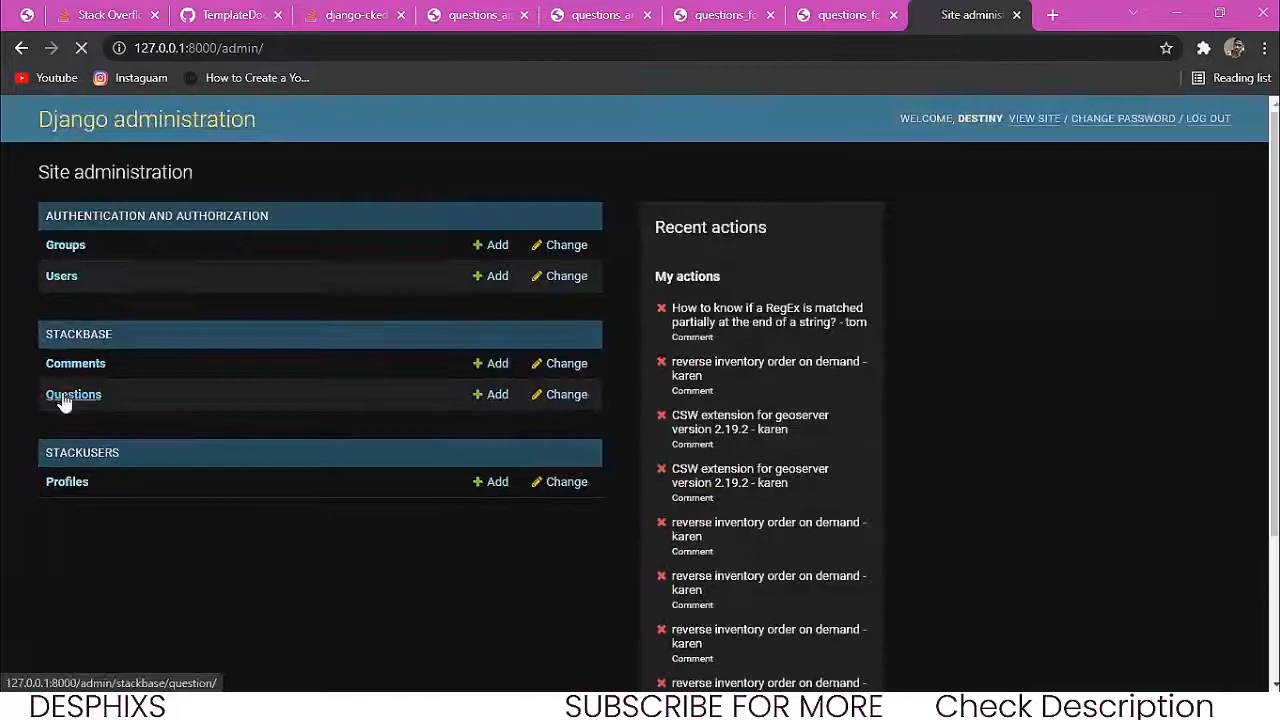 Stack Overflo
TemplateDoc
django-cked
questions_a
questions_a
questions_fo
questions_fo
Site adminis
127.0.0.1:8000/admin/
Youtube
Instaguam
How to Create a Yo...
Reading list
Django administration
WELCOME, DESTINY VIEW SITE / CHANGE PASSWORD / LOG OUT
Site administration
AUTHENTICATION AND AUTHORIZATION
Groups
Add
Change
Users
Add
Change
STACKBASE
Comments
Add
Change
Questions
Add
Change
STACKUSERS
Profiles
Add
Change
Recent actions
My actions
How to know if a RegEx is matched
partially at the end of a string? - tom
Comment
reverse inventory order on demand -
karen
Comment
CSW extension for geoserver
version 2.19.2 - karen
Comment
CSW extension for geoserver
version 2.19.2 - karen
Comment
reverse inventory order on demand -
karen
Comment
reverse inventory order on demand -
karen
Comment
reverse inventory order on demand -
karen
Comment
reverse inventory order on demand -
127.0.0.1:8000/admin/stackbase/question/
DESPHIXS
SUBSCRIBE FOR MORE
Check Description